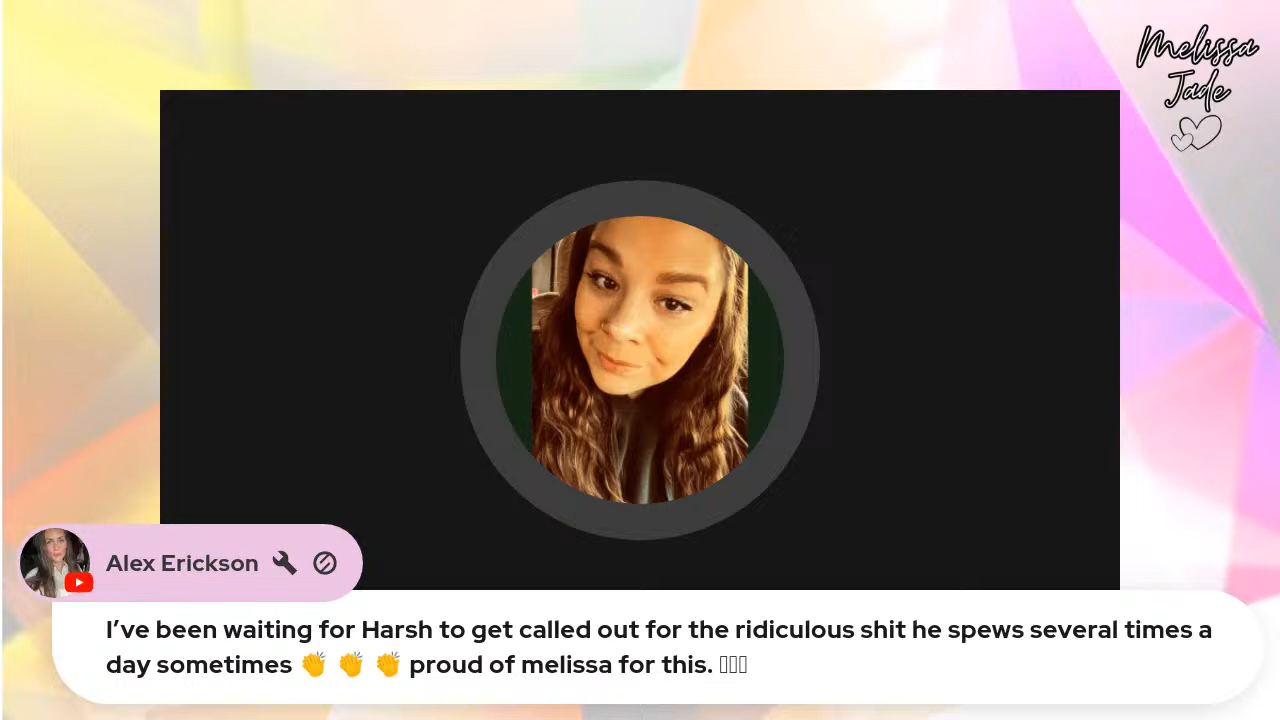 Melissa
Jade
Alex Erickson
I’ve been waiting for Harsh to get called out for the ridiculous shit he spews several times a
day sometimes 👏 👏 👏 proud of melissa for this. ▯▯▯